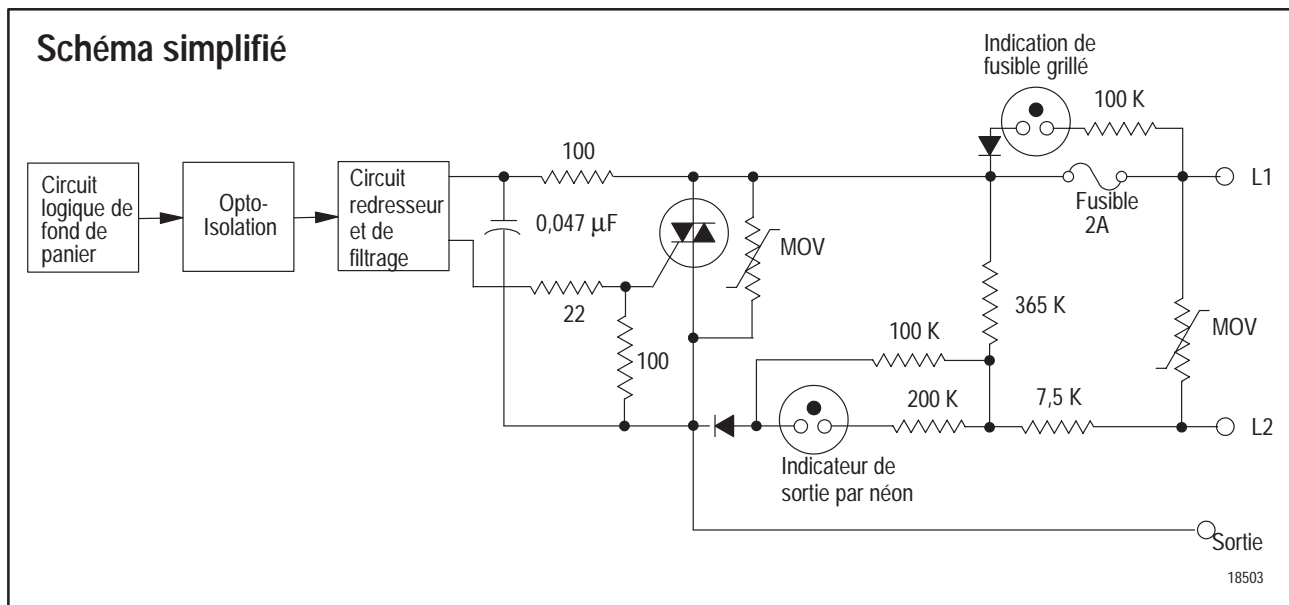 Schéma simplifié
Indication de
fusible grillé
100 K
100
Circuit
logique de
fond de
panier
Opto-
Isolation
Circuit
redresseur
et de
filtrage
0,047 µF
L1
Fusible
2A
MOV
22
365 K
MOV
100
100 K
200 K
7,5 K
L2
Indicateur de
sortie par néon
Sortie
18503